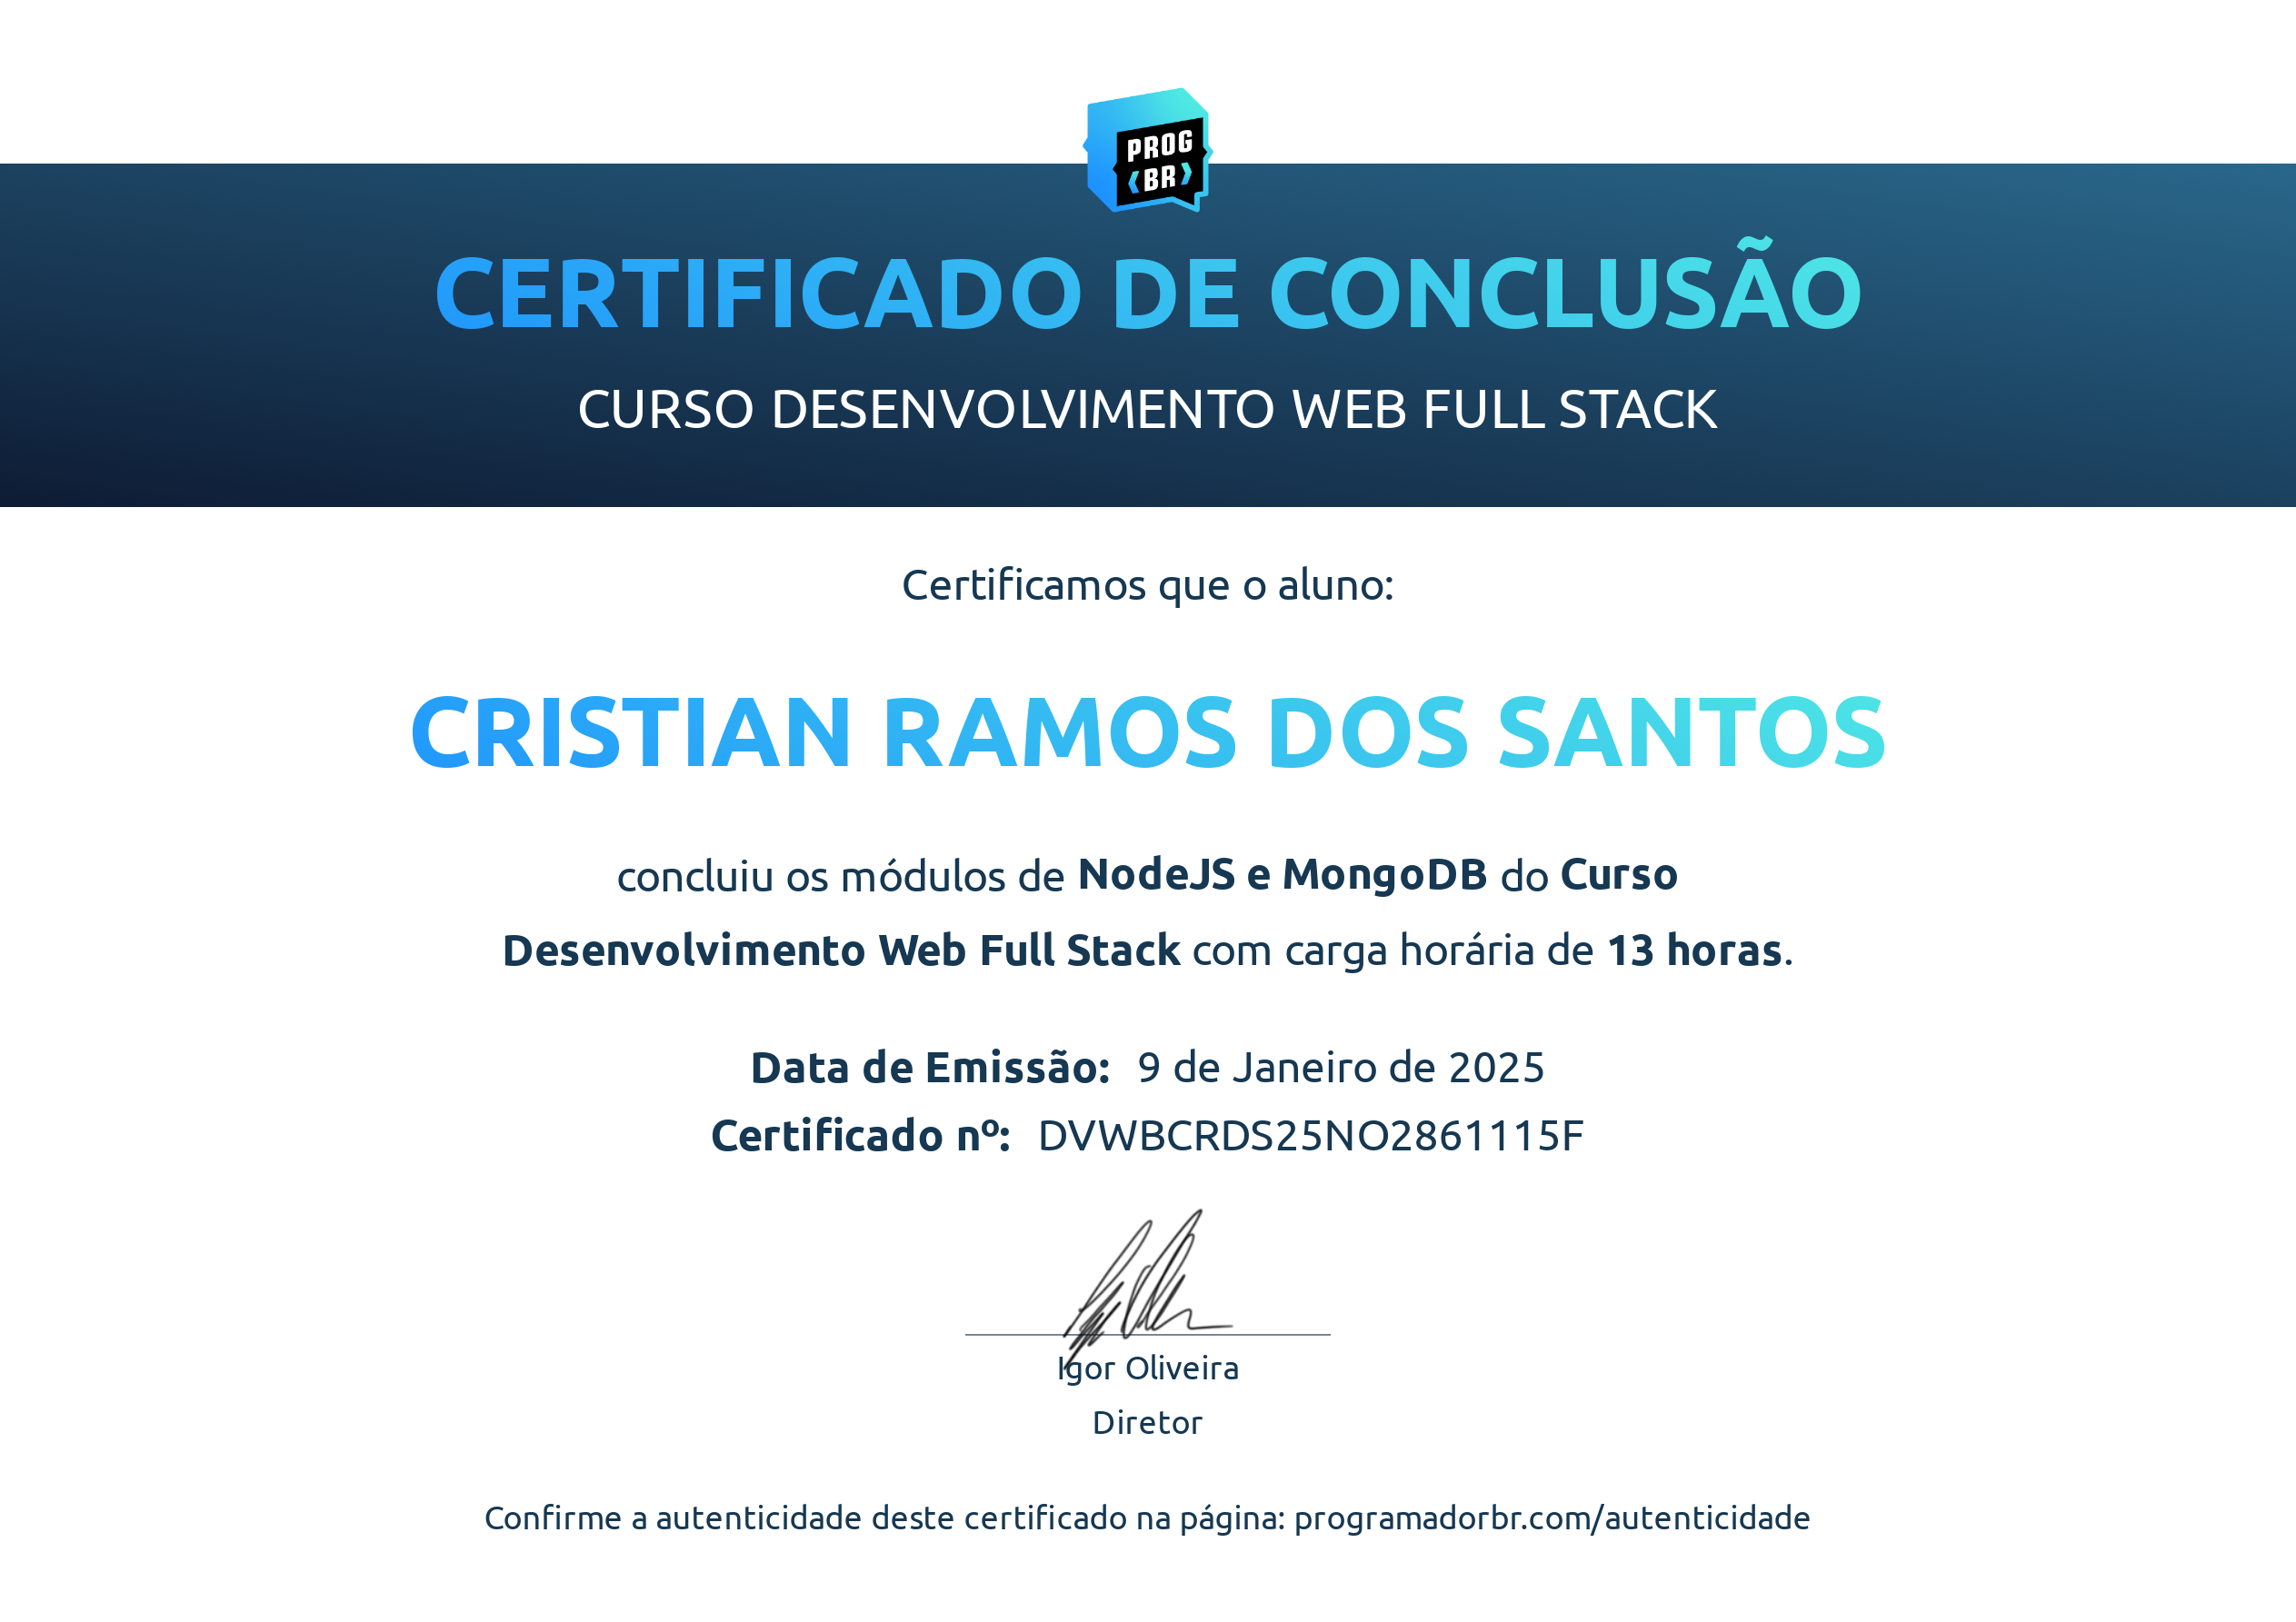 PROG
BR
CERTIFICADO DE CONCLUSÃO
CURSO DESENVOLVIMENTO WEB FULL STACK
Certificamos que o aluno:
CRISTIAN RAMOS DOS SANTOS
concluiu os módulos de NodeJS e MongoDB do Curso
Desenvolvimento Web Full Stack com carga horária de 13 horas.
Data de Emissão: 9 de Janeiro de 2025
Certificado nº: DVWBCRDS25NO2861115F
Igor Oliveira
Diretor
Confirme a autenticidade deste certificado na página: programadorbr.com/autenticidade